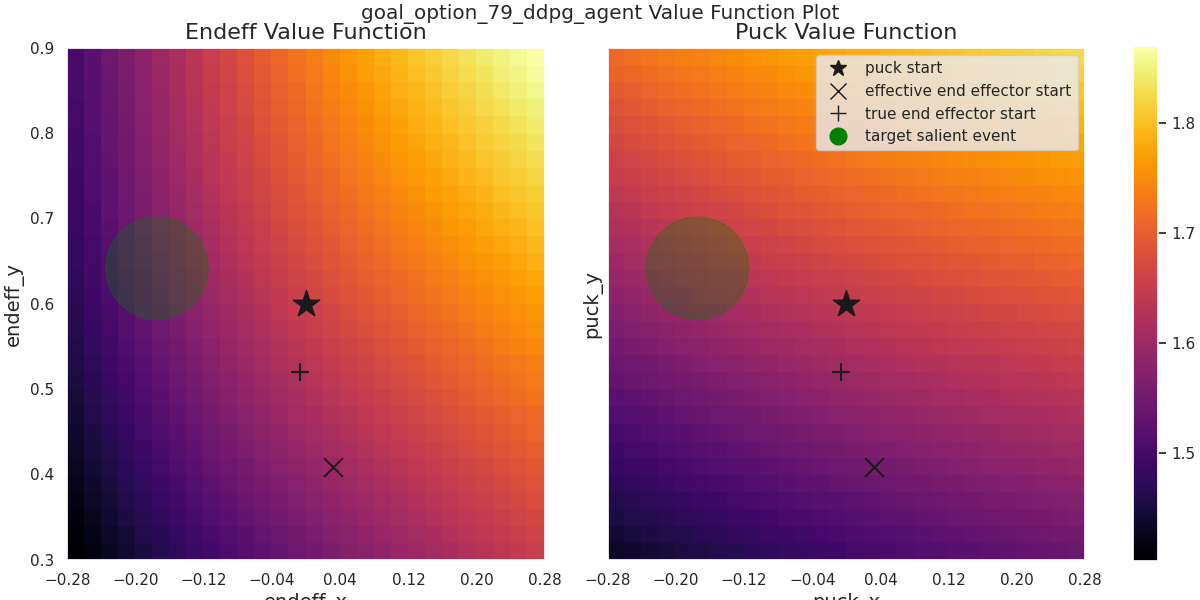 goal_option_79_ddpg_agent Value Function Plot
Endeff Value Function
Puck Value Function
puck start
effective end effector start
true end effector start
target salient event
endeff_y
0.9
0.8
0.7
0.6
0.5
0.4
0.3
−0.28 −0.20 −0.12 −0.04 0.04 0.12 0.20 0.28
endeff_x
puck_y
−0.28 −0.20 −0.12 −0.04 0.04 0.12 0.20 0.28
puck_x
1.8
1.7
1.6
1.5